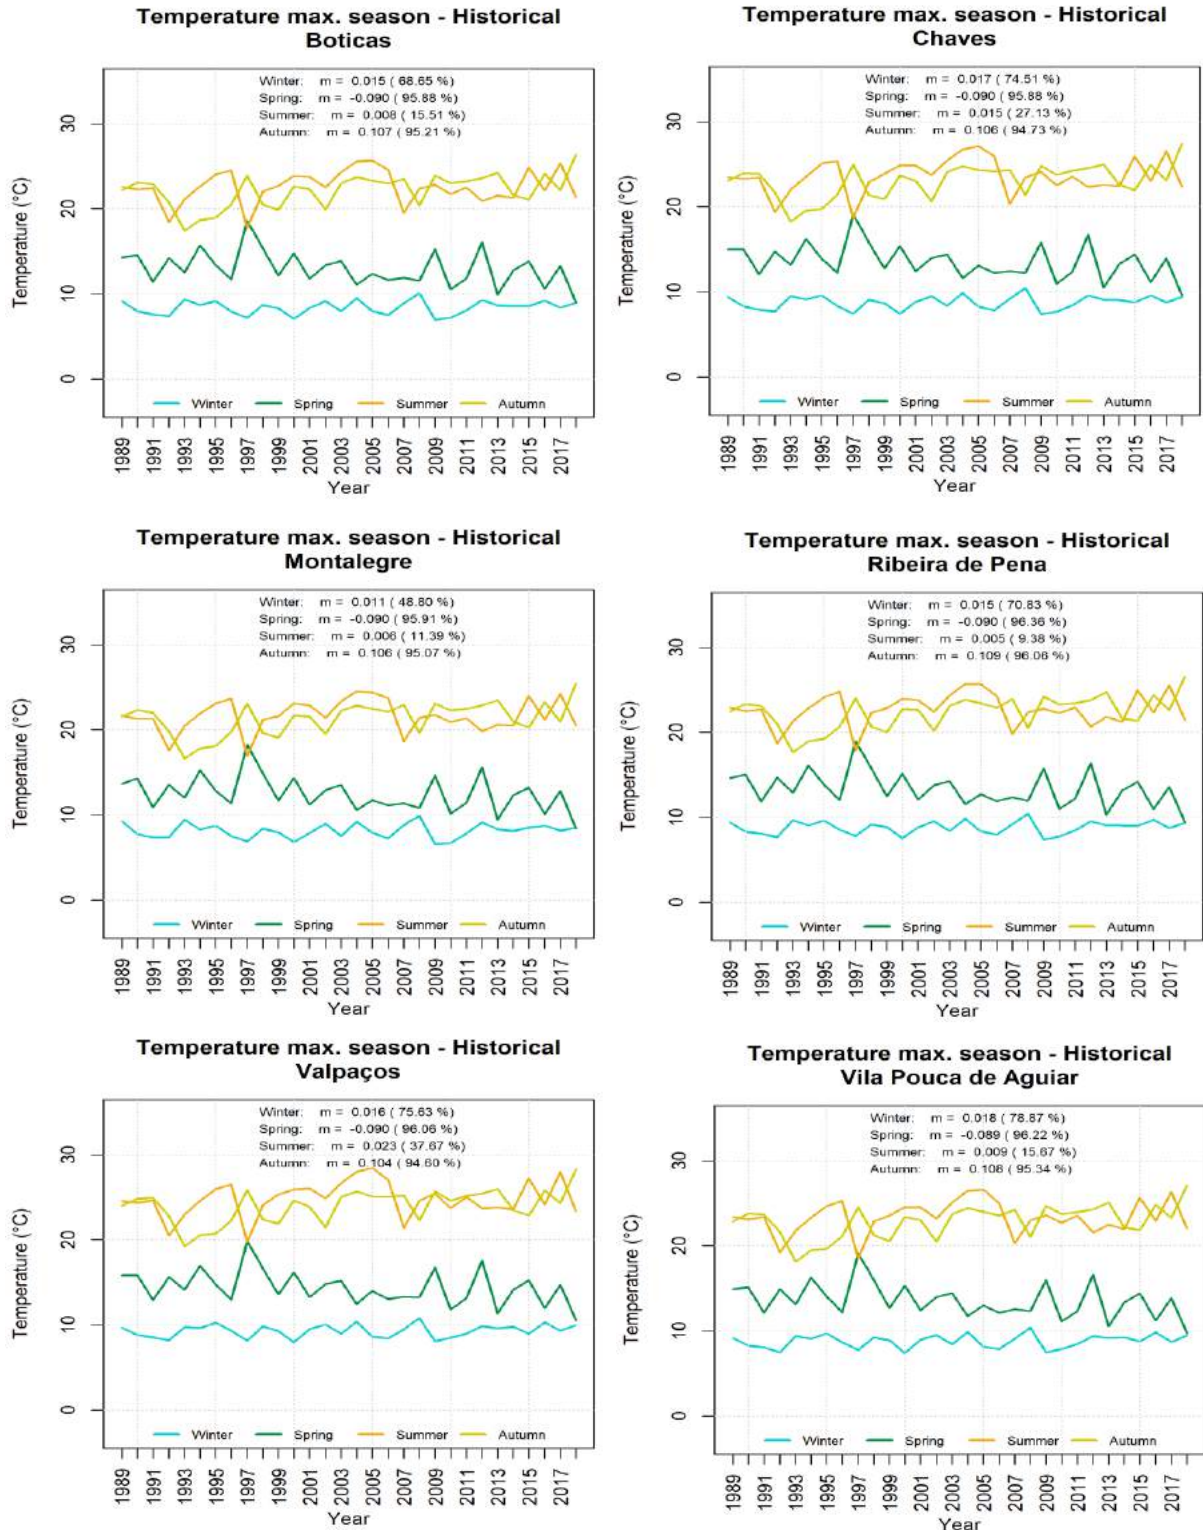 Temperature max. season - Historical
Boticas
Winter: m = 0.015 ( 68.65 %)
Spring: m = -0.090 ( 95.88 %)
Summer: m = 0.008 ( 15.51 %)
Autumn: m = 0.107 ( 95.21 %)
Temperature (°C)
30
20
10
0
Winter Spring Summer Autumn
1989 1991 1993 1995 1997 1999 2001 2003 2005 2007 2009 2011 2013 2015 2017
Year
Temperature max. season - Historical
Chaves
Winter: m = 0.017 ( 74.51 %)
Spring: m = -0.090 ( 95.88 %)
Summer: m = 0.015 ( 27.13 %)
Autumn: m = 0.106 ( 94.73 %)
Temperature (°C)
30
20
10
0
Winter Spring Summer Autumn
1989 1991 1993 1995 1997 1999 2001 2003 2005 2007 2009 2011 2013 2015 2017
Year
Temperature max. season - Historical
Montalegre
Winter: m = 0.011 ( 48.80 %)
Spring: m = -0.090 ( 95.91 %)
Summer: m = 0.006 ( 11.39 %)
Autumn: m = 0.106 ( 95.07 %)
Temperature (°C)
30
20
10
0
Winter Spring Summer Autumn
1989 1991 1993 1995 1997 1999 2001 2003 2005 2007 2009 2011 2013 2015 2017
Year
Temperature max. season - Historical
Ribeira de Pena
Winter: m = 0.015 ( 70.83 %)
Spring: m = -0.090 ( 96.36 %)
Summer: m = 0.005 ( 9.38 %)
Autumn: m = 0.109 ( 96.06 %)
Temperature (°C)
30
20
10
0
Winter Spring Summer Autumn
1989 1991 1993 1995 1997 1999 2001 2003 2005 2007 2009 2011 2013 2015 2017
Year
Temperature max. season - Historical
Valpaços
Winter: m = 0.016 ( 75.63 %)
Spring: m = -0.090 ( 96.06 %)
Summer: m = 0.023 ( 37.67 %)
Autumn: m = 0.104 ( 94.60 %)
Temperature (°C)
30
20
10
0
Winter Spring Summer Autumn
1989 1991 1993 1995 1997 1999 2001 2003 2005 2007 2009 2011 2013 2015 2017
Year
Temperature max. season - Historical
Vila Pouca de Aguiar
Winter: m = 0.018 ( 78.87 %)
Spring: m = -0.089 ( 96.22 %)
Summer: m = 0.009 ( 15.67 %)
Autumn: m = 0.108 ( 95.34 %)
Temperature (°C)
30
20
10
0
Winter Spring Summer Autumn
1989 1991 1993 1995 1997 1999 2001 2003 2005 2007 2009 2011 2013 2015 2017
Year